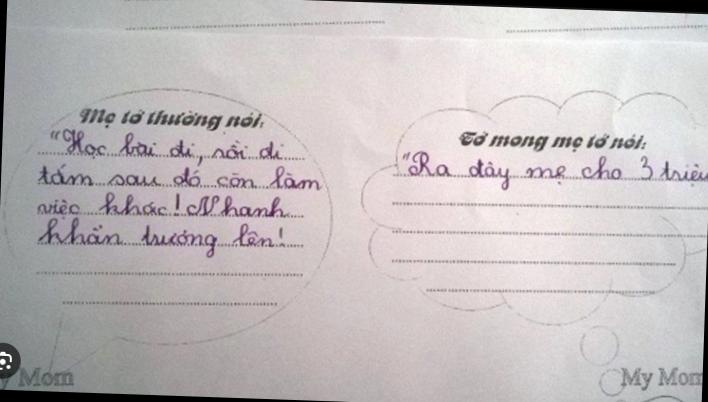 Mẹ tớ thường nói:
"Học bài đi, rồi đi
tắm sau đó còn làm
việc khác! Nhanh
khẩn trương lên!
Tớ mong mẹ tớ nói:
"Ra đây mẹ cho 3 triệu
My Mom
My Mom